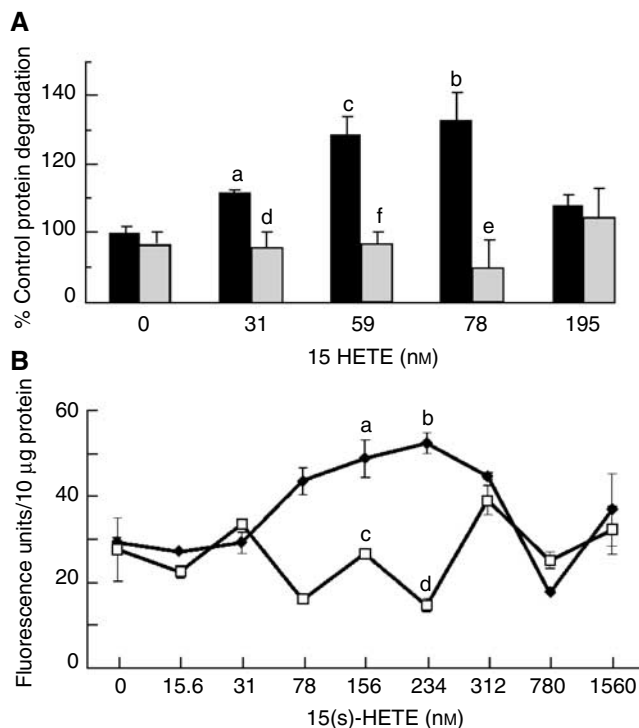 A
% Control protein degradation
140
120
100
0
a
d
c
f
b
e
0 31 59 78 195
15 HETE (nM)
B
Fluorescence units/10 μg protein
60
40
20
0
a
b
c
d
0 15.6 31 78 156 234 312 780 1560
15(s)-HETE (nM)